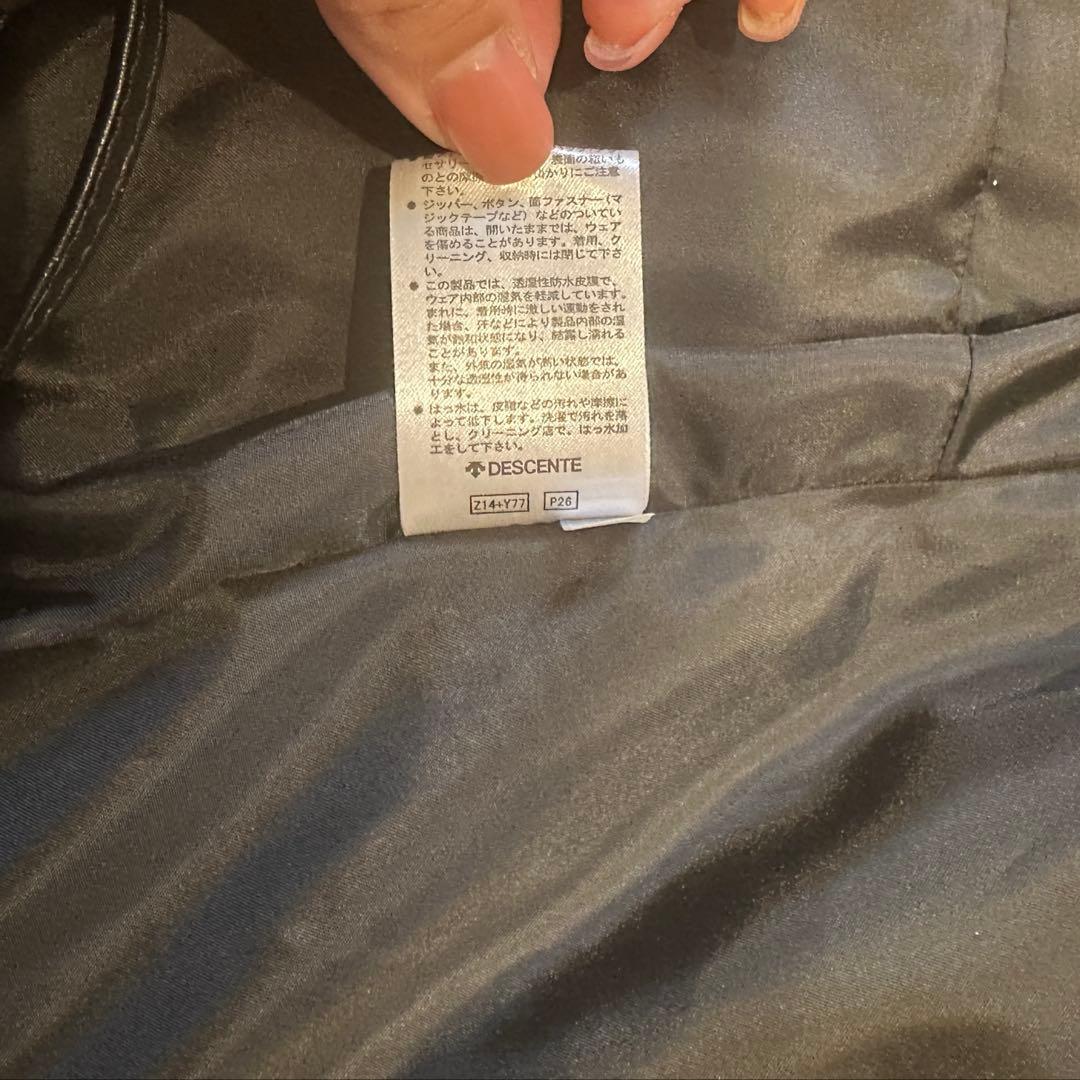 セサリー 表面の粗いも
のとの摩擦 掛かりにご注意
下さい。
● ジッパー、ボタン、面ファスナー(マ
ジックテープなど)などのついてい
る商品は、開いたままでは、ウェア
を傷めることがあります。着用、ク
リーニング、収納時には閉じて下さ
い。
● この製品では、透湿性防水皮膜で、
ウェア内部の湿気を軽減しています。
まれに、着用時に激しい運動をされ
た場合、汗などにより製品内部の湿
気が飽和状態になり、結露し濡れる
ことがあります。
また、外気の湿気が高い状態では、
十分な透湿性が得られない場合があ
ります。
● はっ水は、皮脂などの汚れや摩擦に
よって低下します。洗濯で汚れを落
とし、クリーニング店で、はっ水加
工をして下さい。
DESCENTE
Z14+Y77 P26